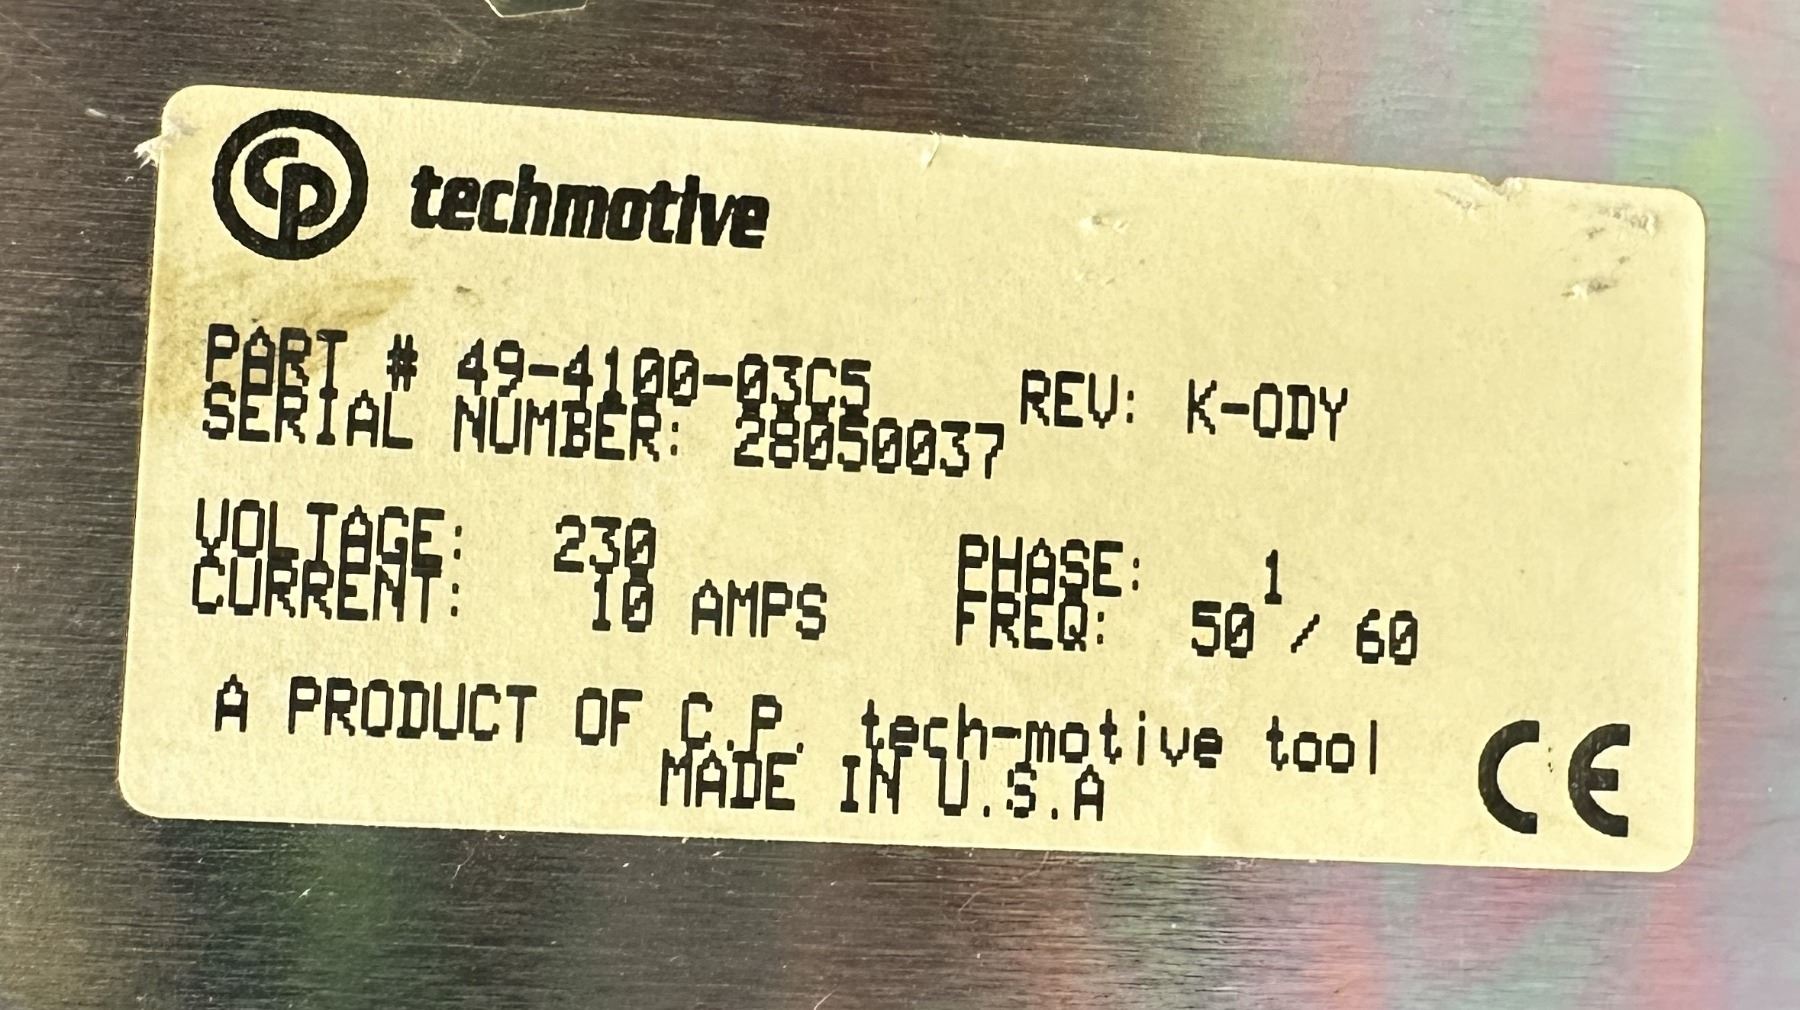 CP techmotive
PART # 49-4100-03C5 REV: K-ODY
SERIAL NUMBER: 28050037
VOLTAGE: 230 PHASE: 1
CURRENT: 10 AMPS FREQ: 50 / 60
A PRODUCT OF C.P. tech-motive tool
MADE IN U.S.A
CE